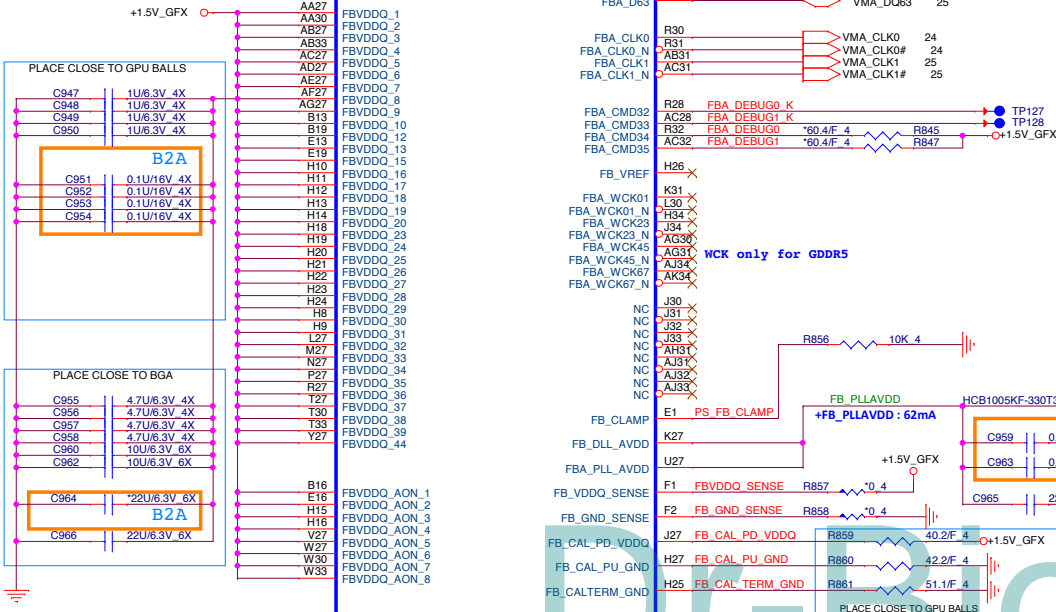 +1.5V_GFX
PLACE CLOSE TO GPU BALLS
C947 1U/6.3V_4X
C948 1U/6.3V_4X
C949 1U/6.3V_4X
C950 1U/6.3V_4X
B2A
C951 0.1U/16V_4X
C952 0.1U/16V_4X
C953 0.1U/16V_4X
C954 0.1U/16V_4X
PLACE CLOSE TO BGA
C955 4.7U/6.3V_4X
C956 4.7U/6.3V_4X
C957 4.7U/6.3V_4X
C958 4.7U/6.3V_4X
C960 10U/6.3V_6X
C962 10U/6.3V_6X
C964 *22U/6.3V_6X
B2A
C966 22U/6.3V_6X
AA27 FBVDDQ_1
AA30 FBVDDQ_2
AB27 FBVDDQ_3
AB33 FBVDDQ_4
AC27 FBVDDQ_5
AD27 FBVDDQ_6
AE27 FBVDDQ_7
AF27 FBVDDQ_8
AG27 FBVDDQ_9
B13 FBVDDQ_10
B19 FBVDDQ_12
E13 FBVDDQ_13
E19 FBVDDQ_15
H10 FBVDDQ_16
H11 FBVDDQ_17
H12 FBVDDQ_18
H13 FBVDDQ_19
H14 FBVDDQ_20
H18 FBVDDQ_23
H19 FBVDDQ_24
H20 FBVDDQ_25
H21 FBVDDQ_26
H22 FBVDDQ_27
H23 FBVDDQ_28
H24 FBVDDQ_29
H8 FBVDDQ_30
H9 FBVDDQ_31
L27 FBVDDQ_32
M27 FBVDDQ_33
N27 FBVDDQ_34
P27 FBVDDQ_35
R27 FBVDDQ_36
T27 FBVDDQ_37
T30 FBVDDQ_38
T33 FBVDDQ_39
Y27 FBVDDQ_44
B16 FBVDDQ_AON_1
E16 FBVDDQ_AON_2
H15 FBVDDQ_AON_3
H16 FBVDDQ_AON_4
V27 FBVDDQ_AON_5
W27 FBVDDQ_AON_6
W30 FBVDDQ_AON_7
W33 FBVDDQ_AON_8
FBA_D63 VMA_DQ63 25
FBA_CLK0 R30 VMA_CLK0 24
FBA_CLK0_N R31 VMA_CLK0# 24
FBA_CLK1 AB31 VMA_CLK1 25
FBA_CLK1_N AC31 VMA_CLK1# 25
FBA_CMD32 R28 FBA_DEBUG0_K TP127
FBA_CMD33 AC28 FBA_DEBUG1_K TP128
FBA_CMD34 R32 FBA_DEBUG0 *60.4/F_4 R845 +1.5V_GFX
FBA_CMD35 AC32 FBA_DEBUG1 *60.4/F_4 R847
FB_VREF H26
FBA_WCK01 K31
FBA_WCK01_N L30
FBA_WCK23 H34
FBA_WCK23_N J34
FBA_WCK45 AG30
FBA_WCK45_N AG31
FBA_WCK67 AJ34
FBA_WCK67_N AK34
WCK only for GDDR5
NC J30
NC J31
NC J32
NC J33
NC AH31
NC AJ31
NC AJ32
NC AJ33
R856 10K_4
FB_CLAMP E1 PS_FB_CLAMP
FB_PLLAVDD HCB1005KF-330T3
+FB_PLLAVDD : 62mA
FB_DLL_AVDD K27
FBA_PLL_AVDD U27
C959 0.
C963 0.
C965 22
+1.5V_GFX
FB_VDDQ_SENSE F1 FBVDDQ_SENSE R857 *0_4
FB_GND_SENSE F2 FB_GND_SENSE R858 *0_4
FB_CAL_PD_VDDQ J27 FB_CAL_PD_VDDQ R859 40.2/F_4 +1.5V_GFX
FB_CAL_PU_GND H27 FB_CAL_PU_GND R860 42.2/F_4
FB_CALTERM_GND H25 FB_CAL_TERM_GND R861 51.1/F_4
PLACE CLOSE TO GPU BALLS